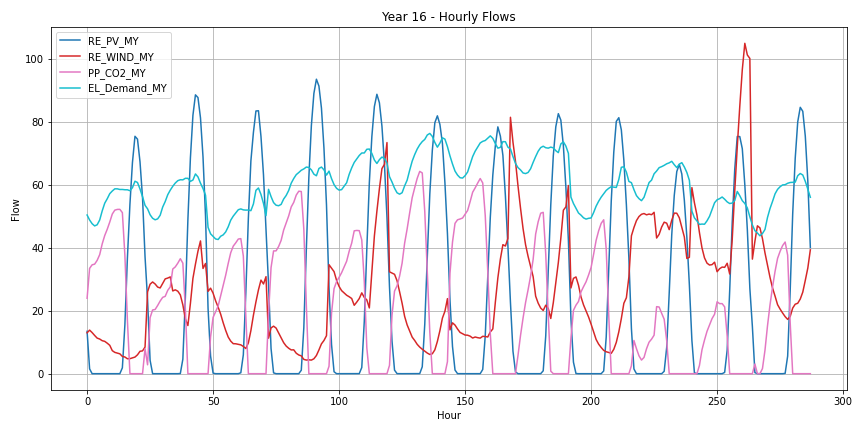 Year 16 - Hourly Flows
RE_PV_MY
RE_WIND_MY
PP_CO2_MY
EL_Demand_MY
100
80
60
40
20
0
Flow
0 50 100 150 200 250 300
Hour